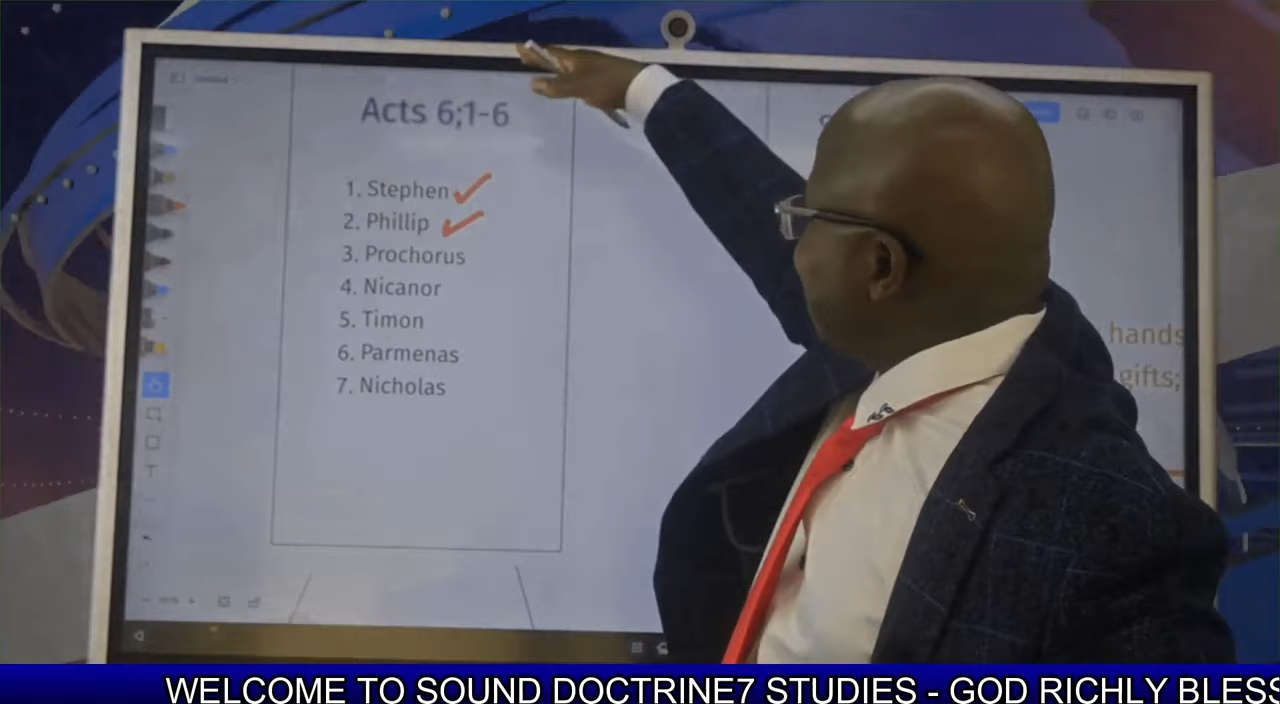 Acts 6;1-6
1. Stephen
2. Phillip
3. Prochorus
4. Nicanor
5. Timon
6. Parmenas
7. Nicholas
hands
gifts;
WELCOME TO SOUND DOCTRINE7 STUDIES - GOD RICHLY BLESS